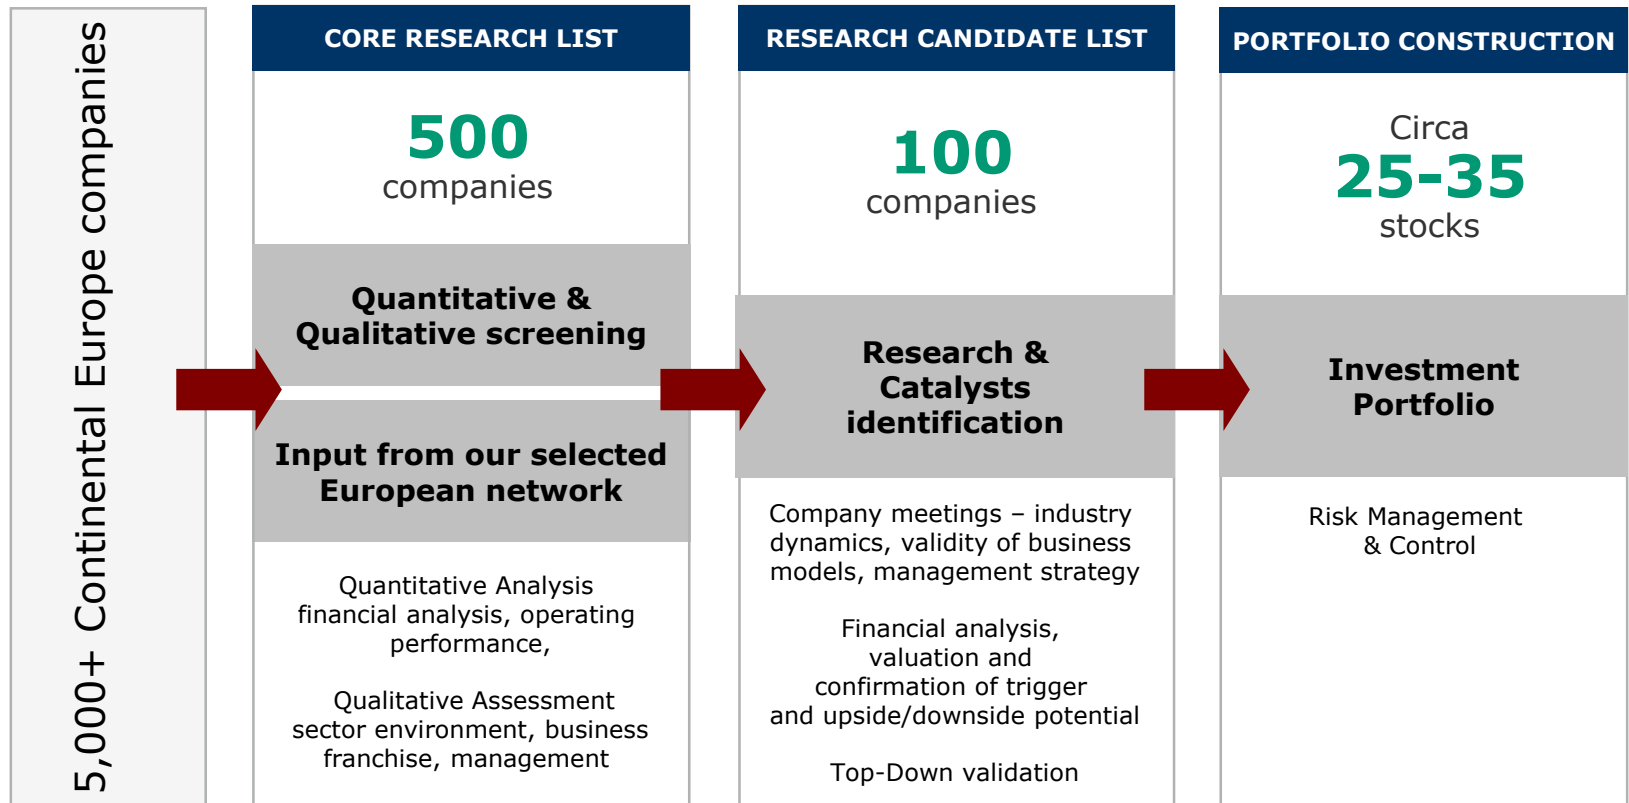 5,000+ Continental Europe companies
CORE RESEARCH LIST
500
companies
Quantitative &
Qualitative screening
Input from our selected
European network
Quantitative Analysis
financial analysis, operating
performance,
Qualitative Assessment
sector environment, business
franchise, management
RESEARCH CANDIDATE LIST
100
companies
Research &
Catalysts
identification
Company meetings – industry
dynamics, validity of business
models, management strategy
Financial analysis,
valuation and
confirmation of trigger
and upside/downside potential
Top-Down validation
PORTFOLIO CONSTRUCTION
Circa
25-35
stocks
Investment
Portfolio
Risk Management
& Control